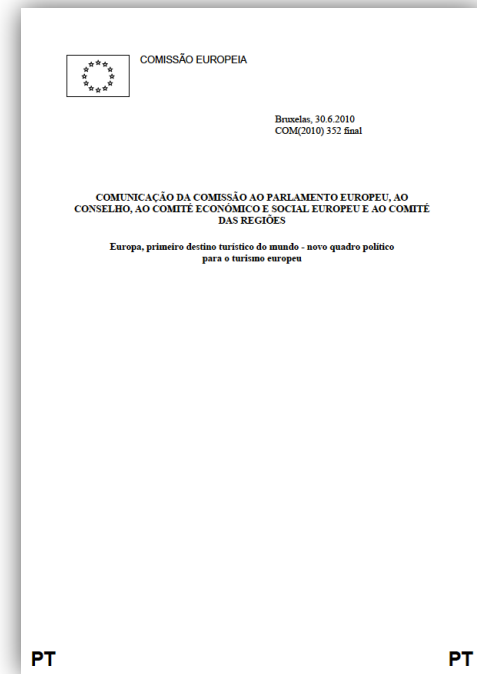 COMISSÃO EUROPEIA
Bruxelas, 30.6.2010
COM(2010) 352 final
COMUNICAÇÃO DA COMISSÃO AO PARLAMENTO EUROPEU, AO
CONSELHO, AO COMITÉ ECONÓMICO E SOCIAL EUROPEU E AO COMITÉ
DAS REGIÕES
Europa, primeiro destino turístico do mundo - novo quadro político
para o turismo europeu
PT PT